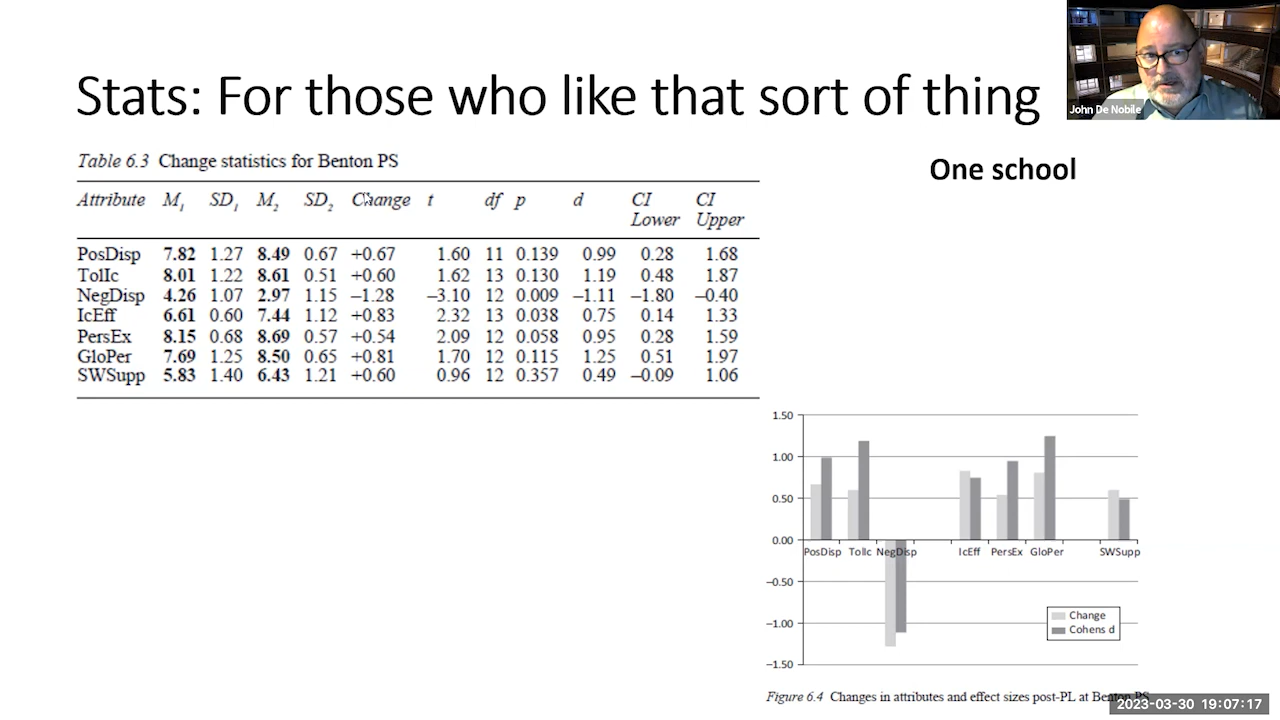 Stats: For those who like that sort of thing
John De Nobile
One school
Table 6.3 Change statistics for Benton PS
Attribute M1 SD1 M2 SD2 Change t df p d CI Lower CI Upper
PosDisp 7.82 1.27 8.49 0.67 +0.67 1.60 11 0.139 0.99 0.28 1.68
TolIc 8.01 1.22 8.61 0.51 +0.60 1.62 13 0.130 1.19 0.48 1.87
NegDisp 4.26 1.07 2.97 1.15 −1.28 −3.10 12 0.009 −1.11 −1.80 −0.40
IcEff 6.61 0.60 7.44 1.12 +0.83 2.32 13 0.038 0.75 0.14 1.33
PersEx 8.15 0.68 8.69 0.57 +0.54 2.09 12 0.058 0.95 0.28 1.59
GloPer 7.69 1.25 8.50 0.65 +0.81 1.70 12 0.115 1.25 0.51 1.97
SWSupp 5.83 1.40 6.43 1.21 +0.60 0.96 12 0.357 0.49 −0.09 1.06
1.50
1.00
0.50
0.00
PosDisp TolIc NegDisp IcEff PersEx GloPer SWSupp
−0.50
−1.00
−1.50
Change
Cohens d
Figure 6.4 Changes in attributes and effect sizes post-PL at Benton PS
2023-03-30 19:07:17